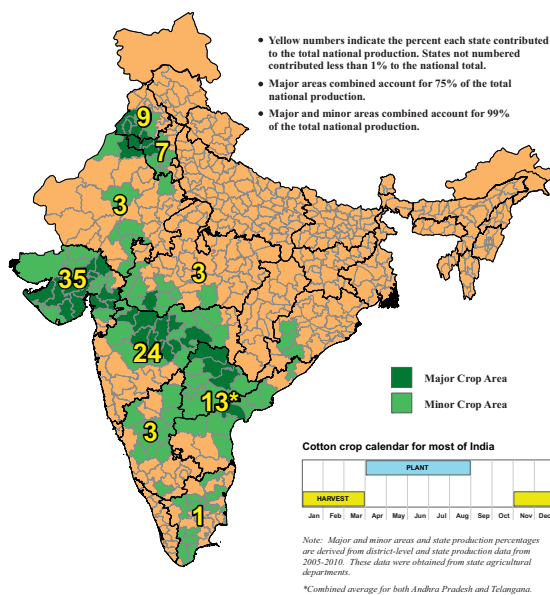 • Yellow numbers indicate the percent each state contributed
to the total national production. States not numbered
contributed less than 1% to the national total.
• Major areas combined account for 75% of the total
national production.
• Major and minor areas combined account for 99%
of the total national production.
9
7
3
3
35
24
13*
3
1
Major Crop Area
Minor Crop Area
Cotton crop calendar for most of India
PLANT
HARVEST
Jan Feb Mar Apr May Jun Jul Aug Sep Oct Nov Dec
Note: Major and minor areas and state production percentages
are derived from district-level and state production data from
2005-2010. These data were obtained from state agricultural
departments.
*Combined average for both Andhra Pradesh and Telangana.